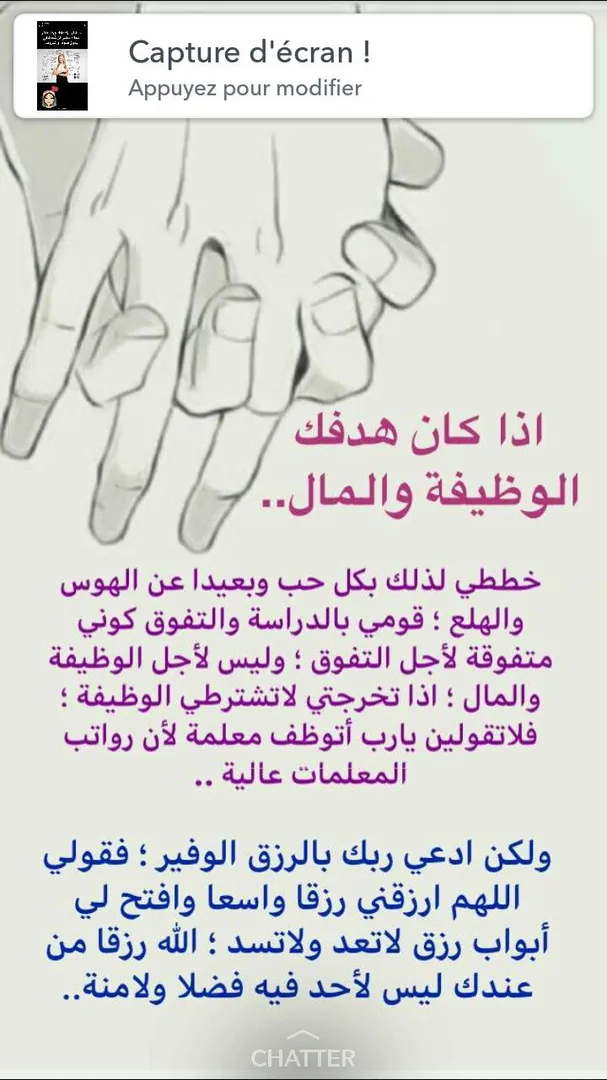 Capture d'écran !
Appuyez pour modifier
اذا كان هدفك
الوظيفة والمال..
خططي لذلك بكل حب وبعيدا عن الهوس
والهلع ؛ قومي بالدراسة والتفوق كوني
متفوقة لأجل التفوق ؛ وليس لأجل الوظيفة
والمال ؛ اذا تخرجتي لاتشترطي الوظيفة ؛
فلاتقولين يارب أتوظف معلمة لأن رواتب
المعلمات عالية ..
ولكن ادعي ربك بالرزق الوفير ؛ فقولي
اللهم ارزقني رزقا واسعا وافتح لي
أبواب رزق لاتعد ولاتسد ؛ الله رزقا من
عندك ليس لأحد فيه فضلا ولامنة..
CHATTER